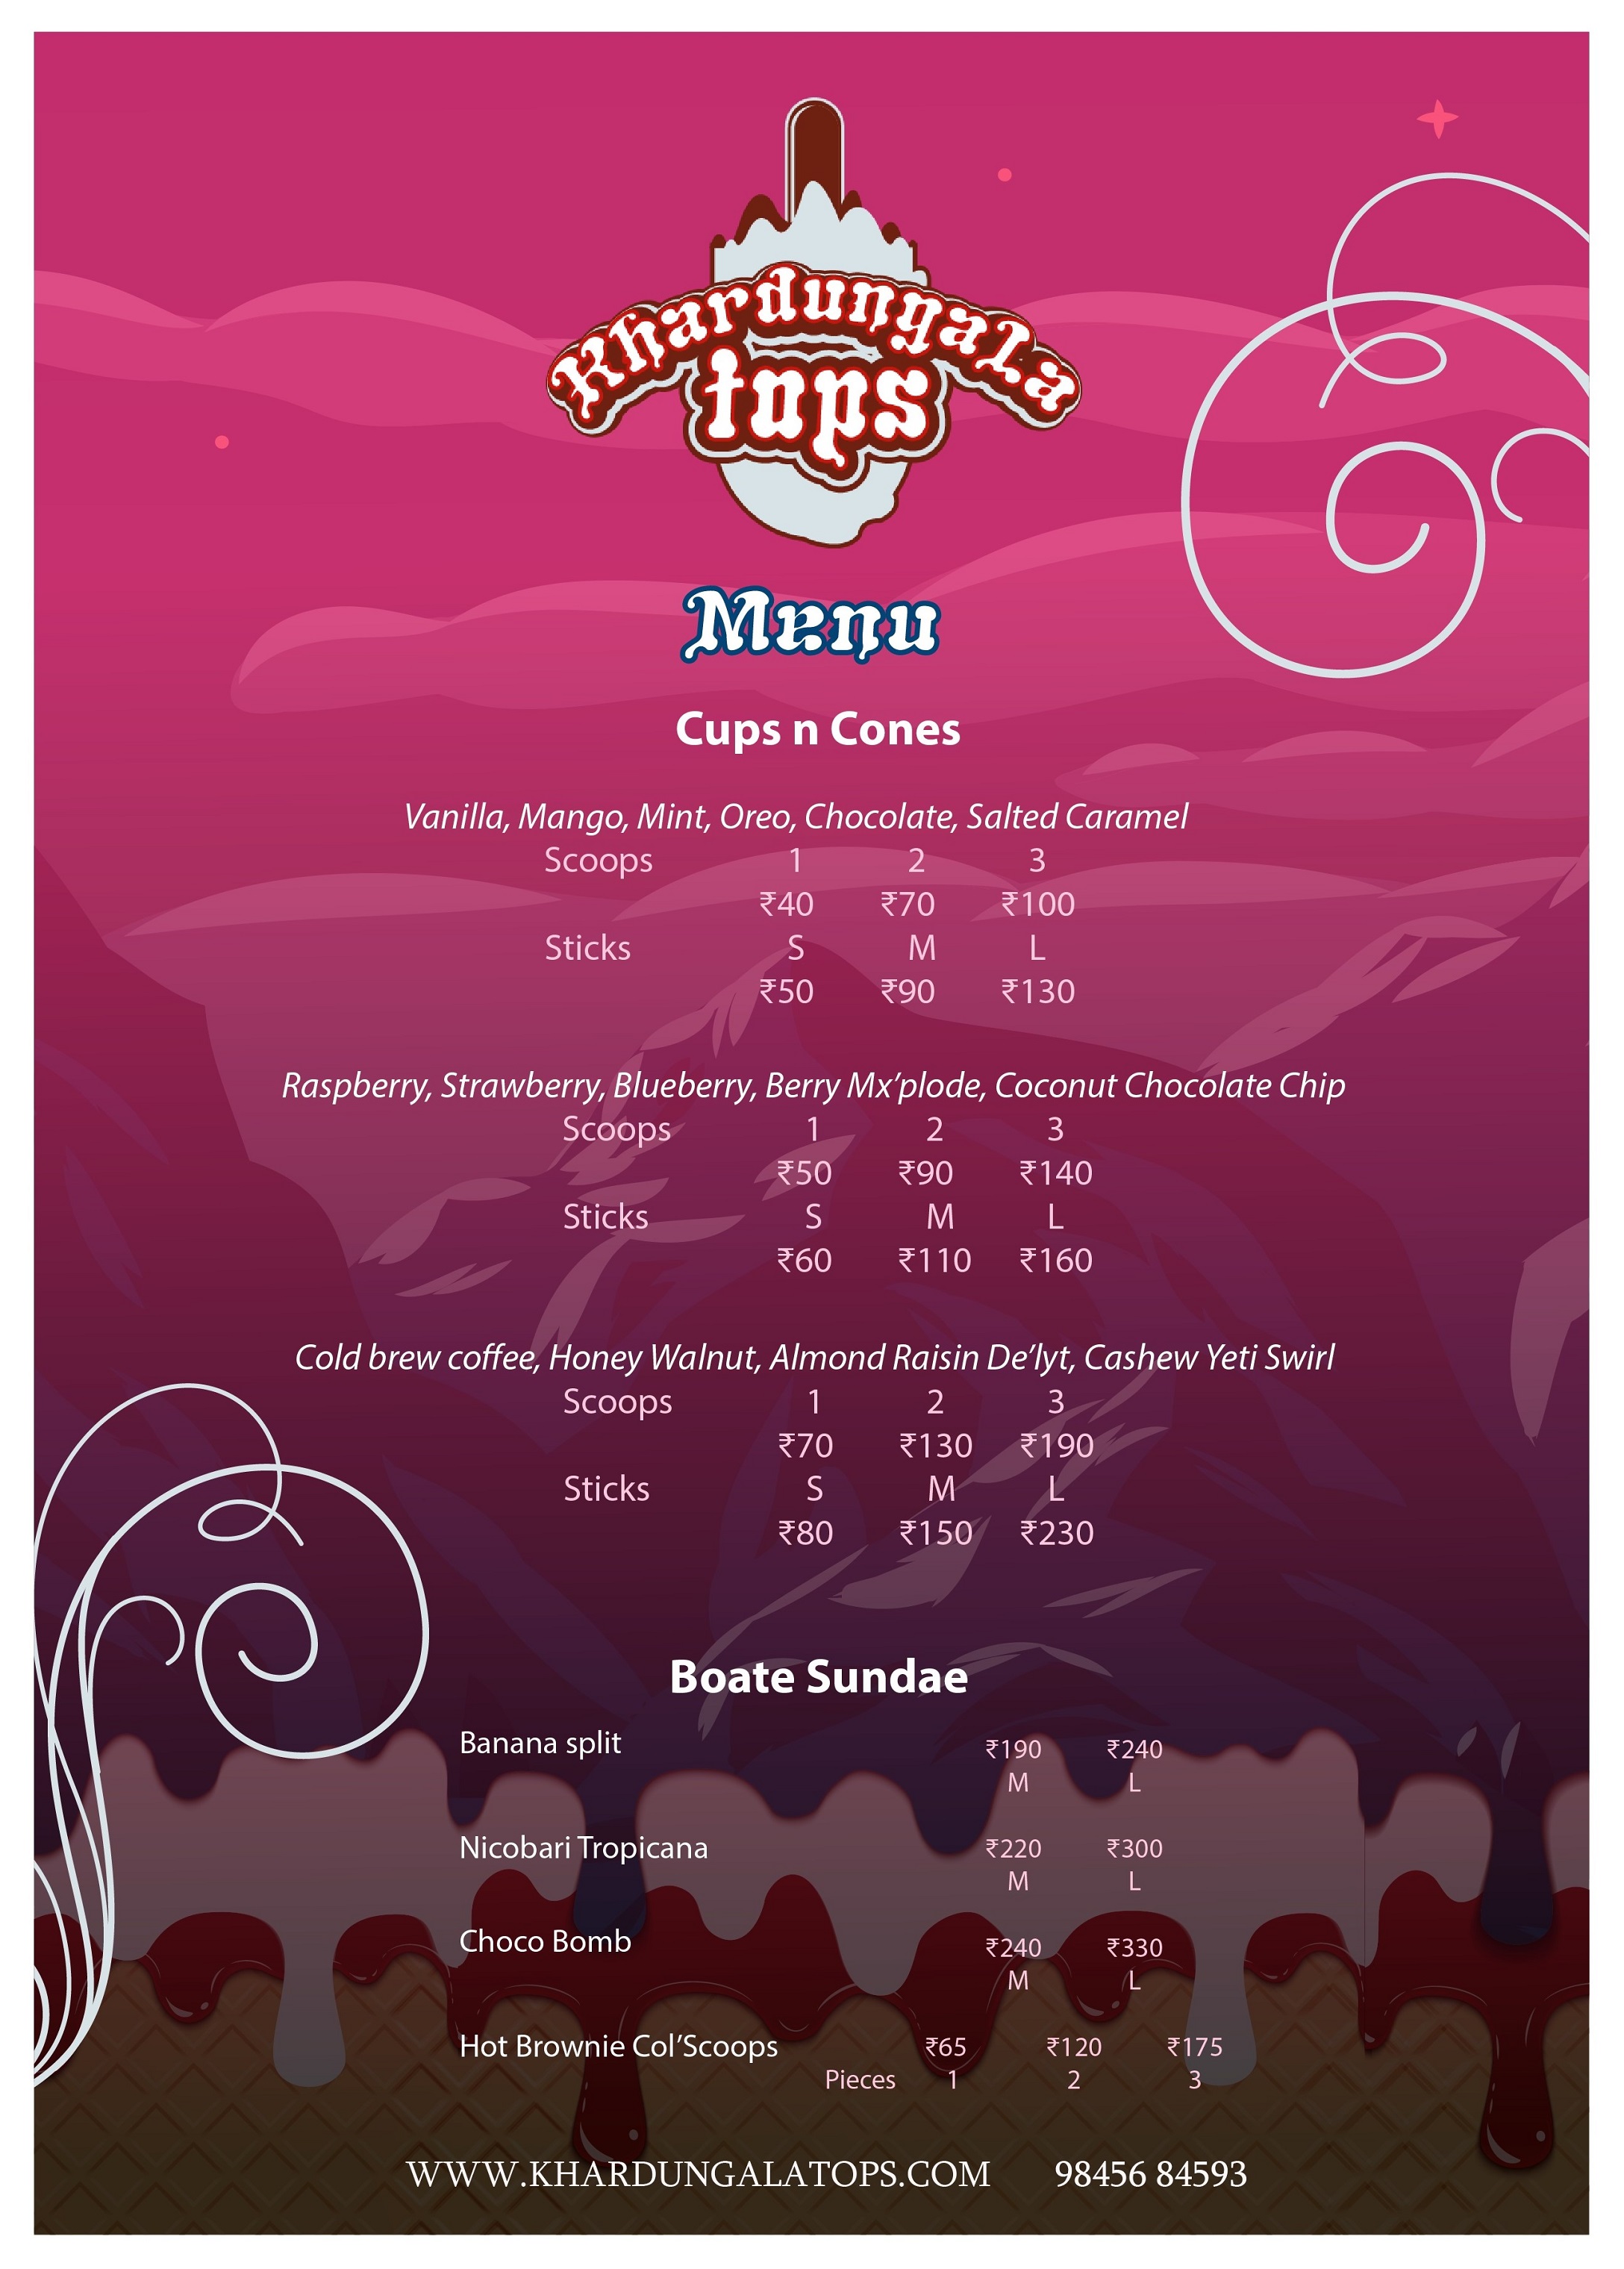 KhardungaLa
tops
Menu
Cups n Cones
Vanilla, Mango, Mint, Oreo, Chocolate, Salted Caramel
Scoops 1 2 3
₹40 ₹70 ₹100
Sticks S M L
₹50 ₹90 ₹130
Raspberry, Strawberry, Blueberry, Berry Mx’plode, Coconut Chocolate Chip
Scoops 1 2 3
₹50 ₹90 ₹140
Sticks S M L
₹60 ₹110 ₹160
Cold brew coffee, Honey Walnut, Almond Raisin De’lyt, Cashew Yeti Swirl
Scoops 1 2 3
₹70 ₹130 ₹190
Sticks S M L
₹80 ₹150 ₹230
Boate Sundae
Banana split ₹190 ₹240
M L
Nicobari Tropicana ₹220 ₹300
M L
Choco Bomb ₹240 ₹330
M L
Hot Brownie Col’Scoops ₹65 ₹120 ₹175
Pieces 1 2 3
WWW.KHARDUNGALATOPS.COM 98456 84593